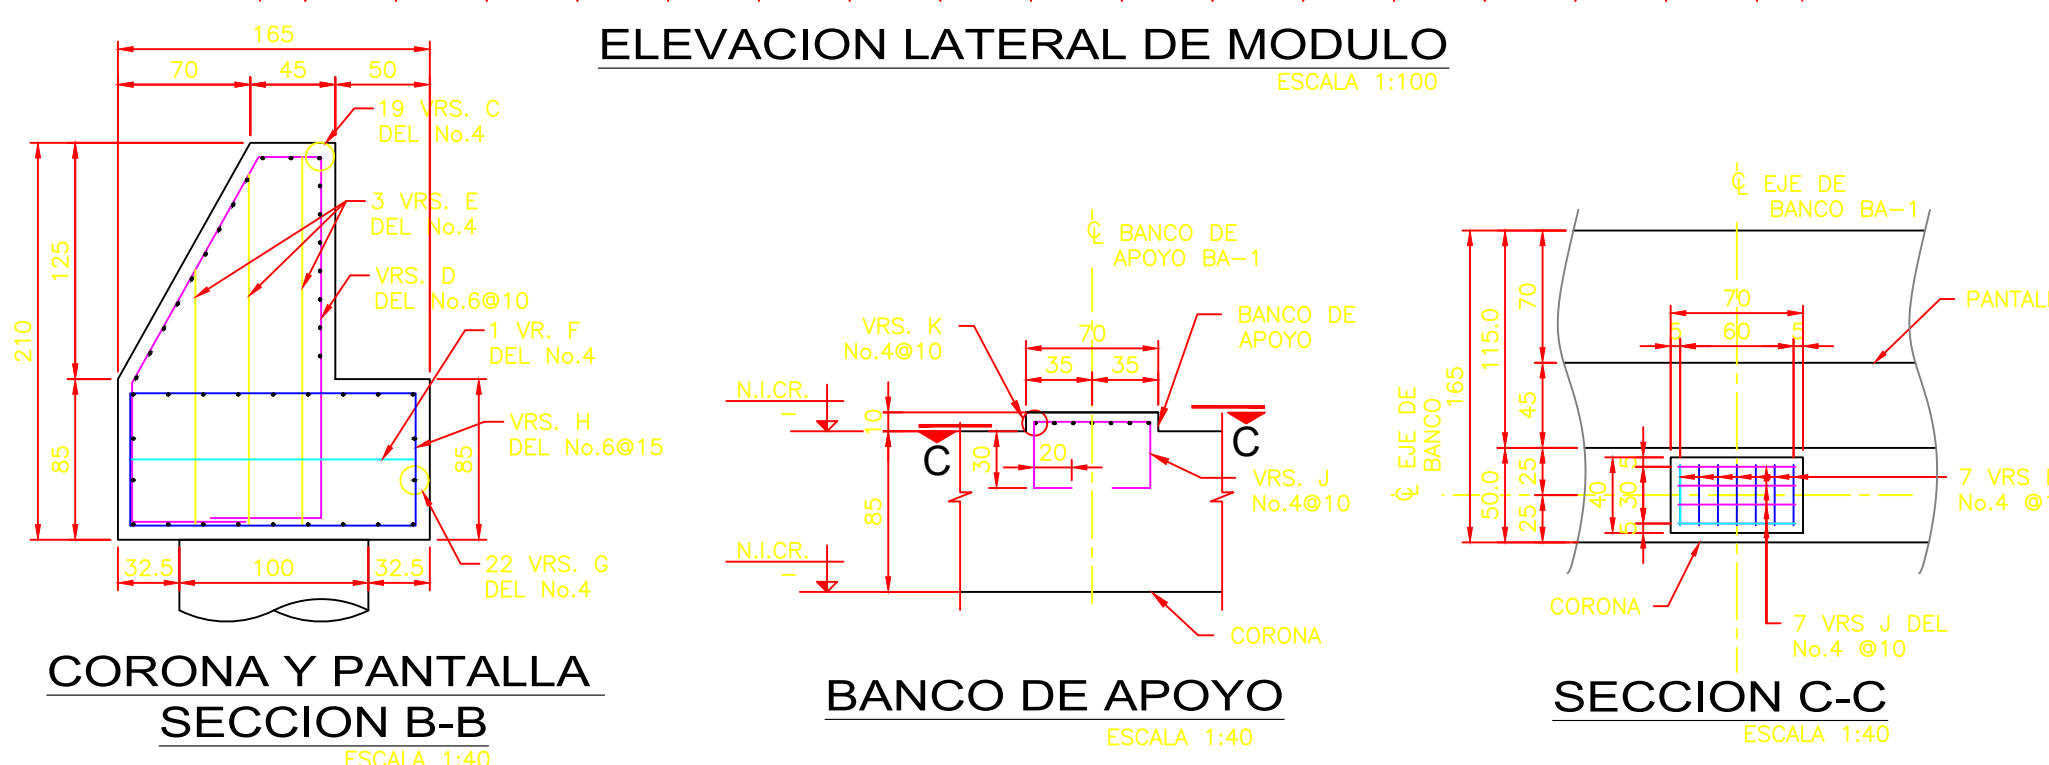 ELEVACION LATERAL DE MODULO
ESCALA 1:100
165
70
45
50
19 VRS. C
DEL No.4
3 VRS. E
DEL No.4
VRS. D
DEL No.6@10
1 VR. F
DEL No.4
VRS. H
DEL No.6@15
22 VRS. G
DEL No.4
210
125
85
85
32.5
100
32.5
CORONA Y PANTALLA
SECCION B-B
ESCALA 1:40
℄ BANCO DE
APOYO BA-1
VRS. K
No.4@10
70
35
35
BANCO DE
APOYO
N.I.CR.
10
C
C
30
20
VRS. J
No.4@10
85
N.I.CR.
CORONA
BANCO DE APOYO
ESCALA 1:40
℄ EJE DE
BANCO BA-1
70
5
60
5
PANTALL
165
115.0
70
45
50.0
25
25
℄ EJE DE
BANCO
40
5
30
5
7 VRS
No.4 @
CORONA
7 VRS J DEL
No.4 @10
SECCION C-C
ESCALA 1:40